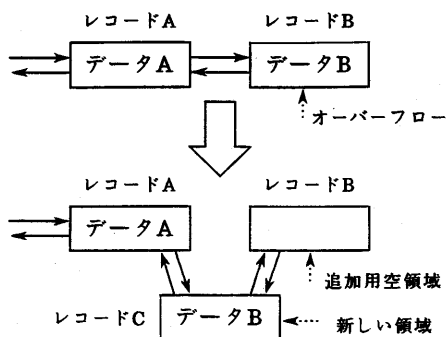 レコードA レコードB
データA データB
オーバーフロー
レコードA レコードB
データA
追加用空領域
レコードC データB 新しい領域